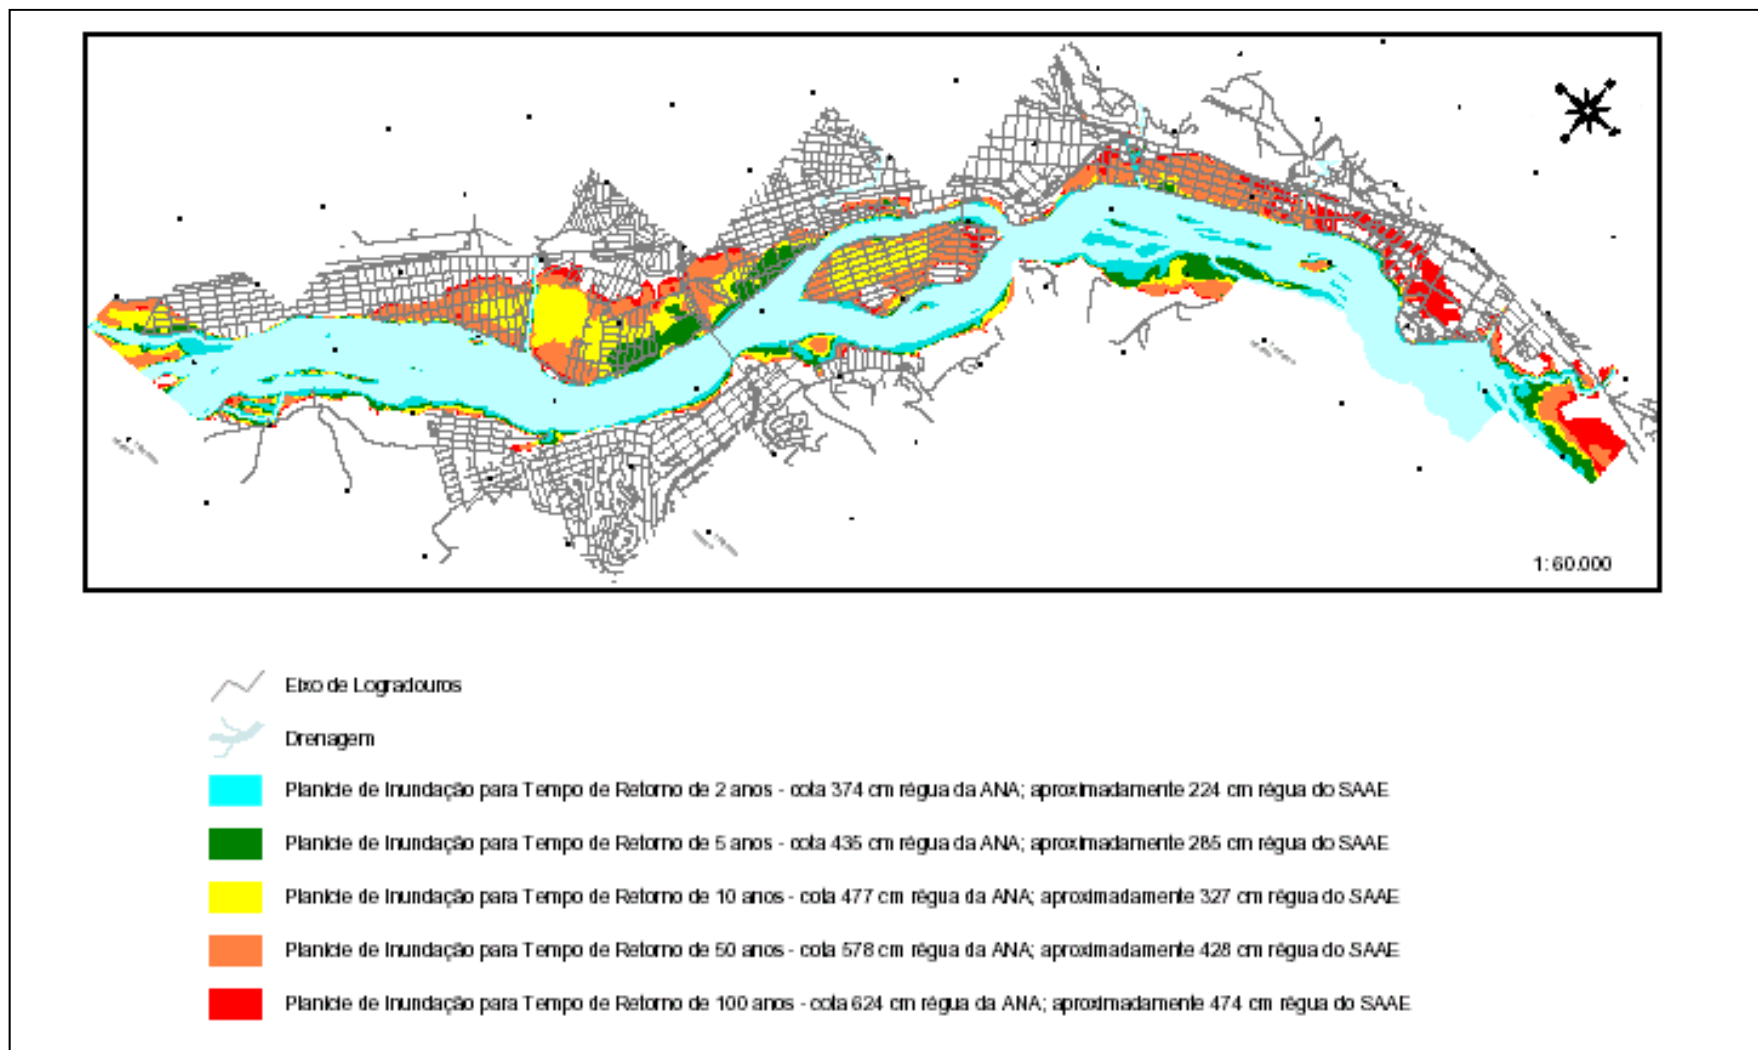 1:60.000
Eixo de Logradouros
Drenagem
Planície de Inundação para Tempo de Retorno de 2 anos - cota 374 cm régua da ANA; aproximadamente 224 cm régua do SAAE
Planície de Inundação para Tempo de Retorno de 5 anos - cota 435 cm régua da ANA; aproximadamente 285 cm régua do SAAE
Planície de Inundação para Tempo de Retorno de 10 anos - cota 477 cm régua da ANA; aproximadamente 327 cm régua do SAAE
Planície de Inundação para Tempo de Retorno de 50 anos - cota 578 cm régua da ANA; aproximadamente 428 cm régua do SAAE
Planície de Inundação para Tempo de Retorno de 100 anos - cota 624 cm régua da ANA; aproximadamente 474 cm régua do SAAE